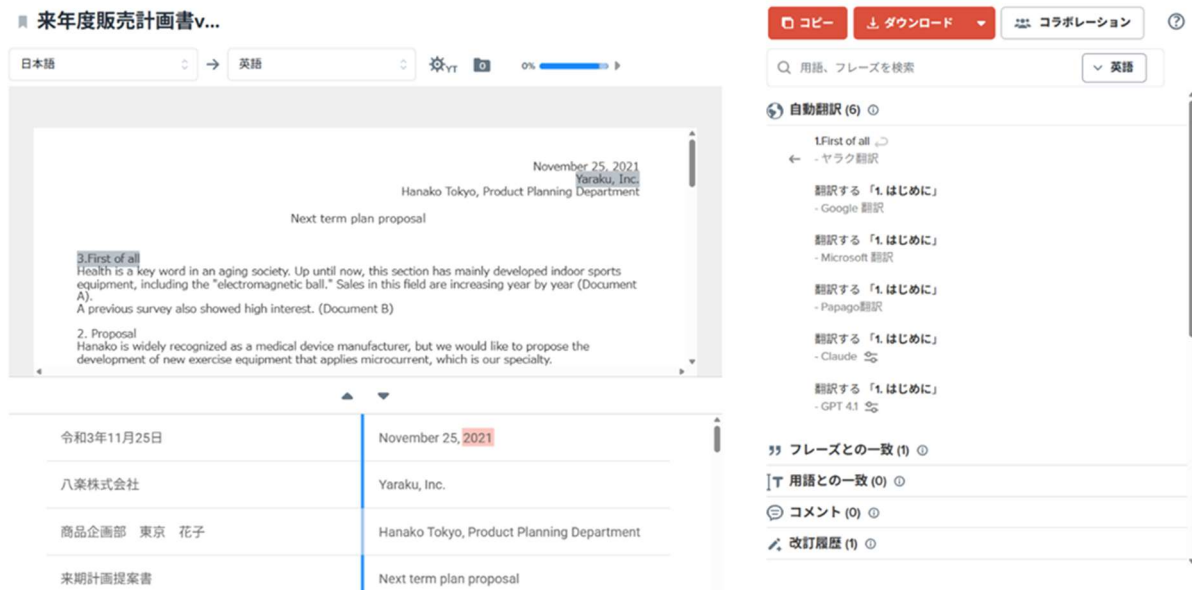 来年度販売計画書v...
コピー
ダウンロード
コラボレーション
日本語
英語
YT
0%
用語、フレーズを検索
英語
November 25, 2021
Yaraku, Inc.
Hanako Tokyo, Product Planning Department
Next term plan proposal
3.First of all
Health is a key word in an aging society. Up until now, this section has mainly developed indoor sports
equipment, including the "electromagnetic ball." Sales in this field are increasing year by year (Document
A).
A previous survey also showed high interest. (Document B)
2. Proposal
Hanako is widely recognized as a medical device manufacturer, but we would like to propose the
development of new exercise equipment that applies microcurrent, which is our specialty.
令和3年11月25日
November 25, 2021
八楽株式会社
Yaraku, Inc.
商品企画部 東京 花子
Hanako Tokyo, Product Planning Department
来期計画提案書
Next term plan proposal
自動翻訳 (6)
1.First of all
- ヤラク翻訳
翻訳する 「1. はじめに」
- Google 翻訳
翻訳する 「1. はじめに」
- Microsoft 翻訳
翻訳する 「1. はじめに」
- Papago翻訳
翻訳する 「1. はじめに」
- Claude
翻訳する 「1. はじめに」
- GPT 4.1
フレーズとの一致 (1)
用語との一致 (0)
コメント (0)
改訂履歴 (1)